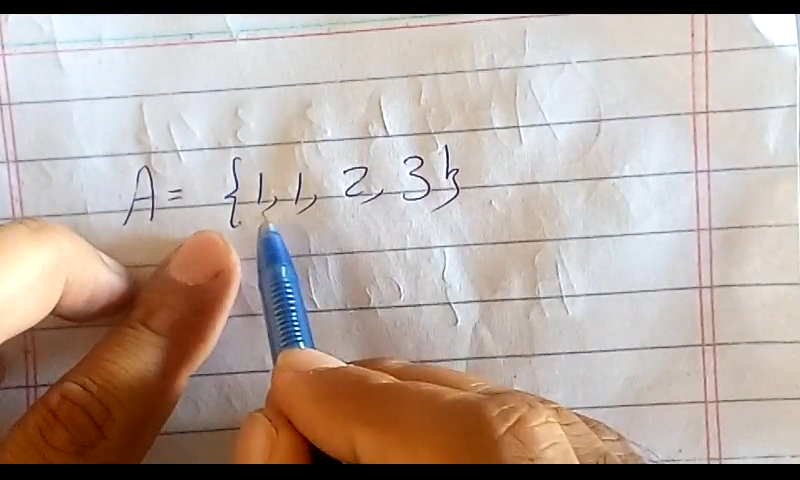 A = {1, 1, 2, 3}